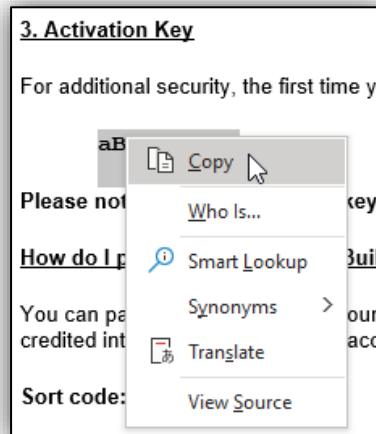 3. Activation Key
For additional security, the first time y
aB
Copy
Please not key
Who Is...
How do I p Buil
Smart Lookup
You can pa our
Synonyms
credited int acc
Translate
Sort code:
View Source